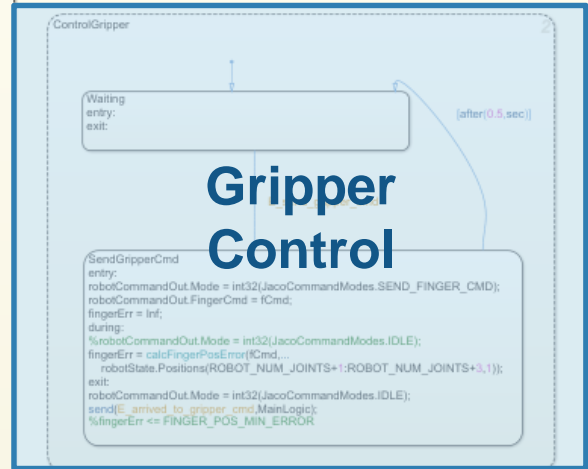 ControlGripper
2
Waiting
entry:
exit:
[after(0.5,sec)]
Gripper
Control
SendGripperCmd
entry:
robotCommandOut.Mode = int32(JacoCommandModes.SEND_FINGER_CMD);
robotCommandOut.FingerCmd = fCmd;
fingerErr = Inf;
during:
%robotCommandOut.Mode = int32(JacoCommandModes.IDLE);
fingerErr = calcFingerPosError(fCmd,...
robotState.Positions(ROBOT_NUM_JOINTS+1:ROBOT_NUM_JOINTS+3,1));
exit:
robotCommandOut.Mode = int32(JacoCommandModes.IDLE);
send(E_arrived_to_gripper_cmd,MainLogic);
%fingerErr <= FINGER_POS_MIN_ERROR